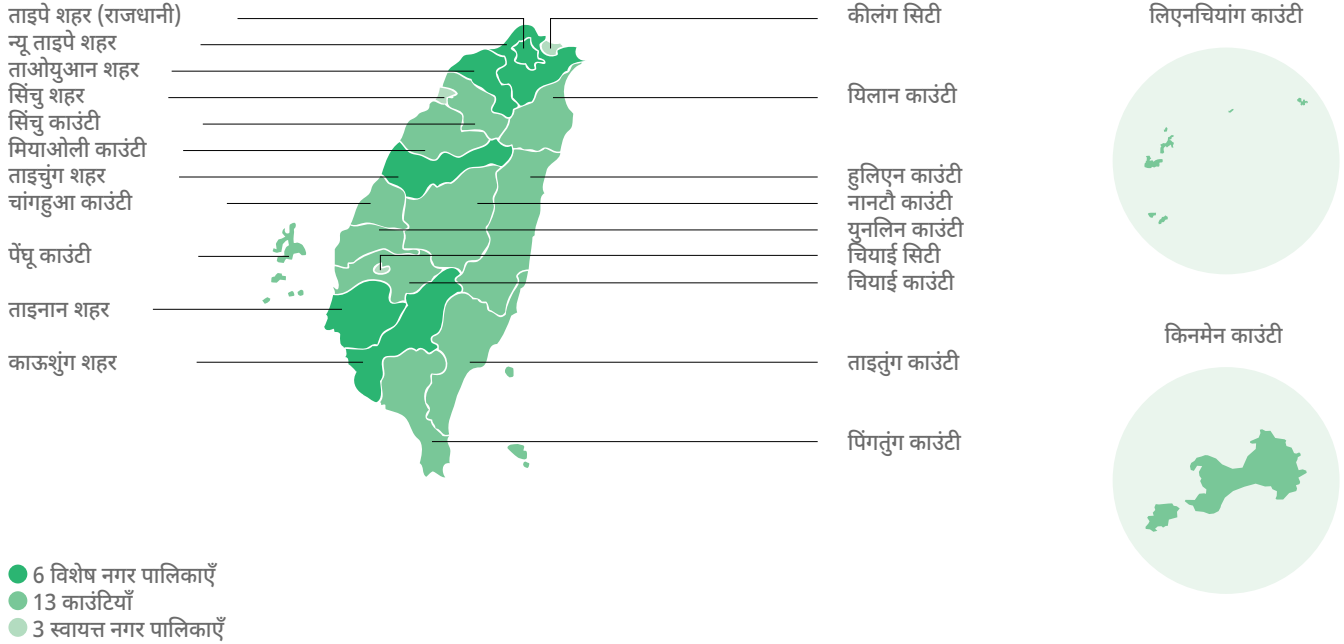 ताइपे शहर (राजधानी)
न्यू ताइपे शहर
ताओयुआन शहर
सिंचु शहर
सिंचु काउंटी
मियाओली काउंटी
ताइचुंग शहर
चांगहुआ काउंटी
पेंघू काउंटी
ताइनान शहर
काऊशुंग शहर
कीलंग सिटी
यिलान काउंटी
हुलिएन काउंटी
नानटौ काउंटी
युनलिन काउंटी
चियाई सिटी
चियाई काउंटी
ताइतुंग काउंटी
पिंगतुंग काउंटी
लिएनचियांग काउंटी
किनमेन काउंटी
6 विशेष नगर पालिकाएँ
13 काउंटियाँ
3 स्वायत्त नगर पालिकाएँ